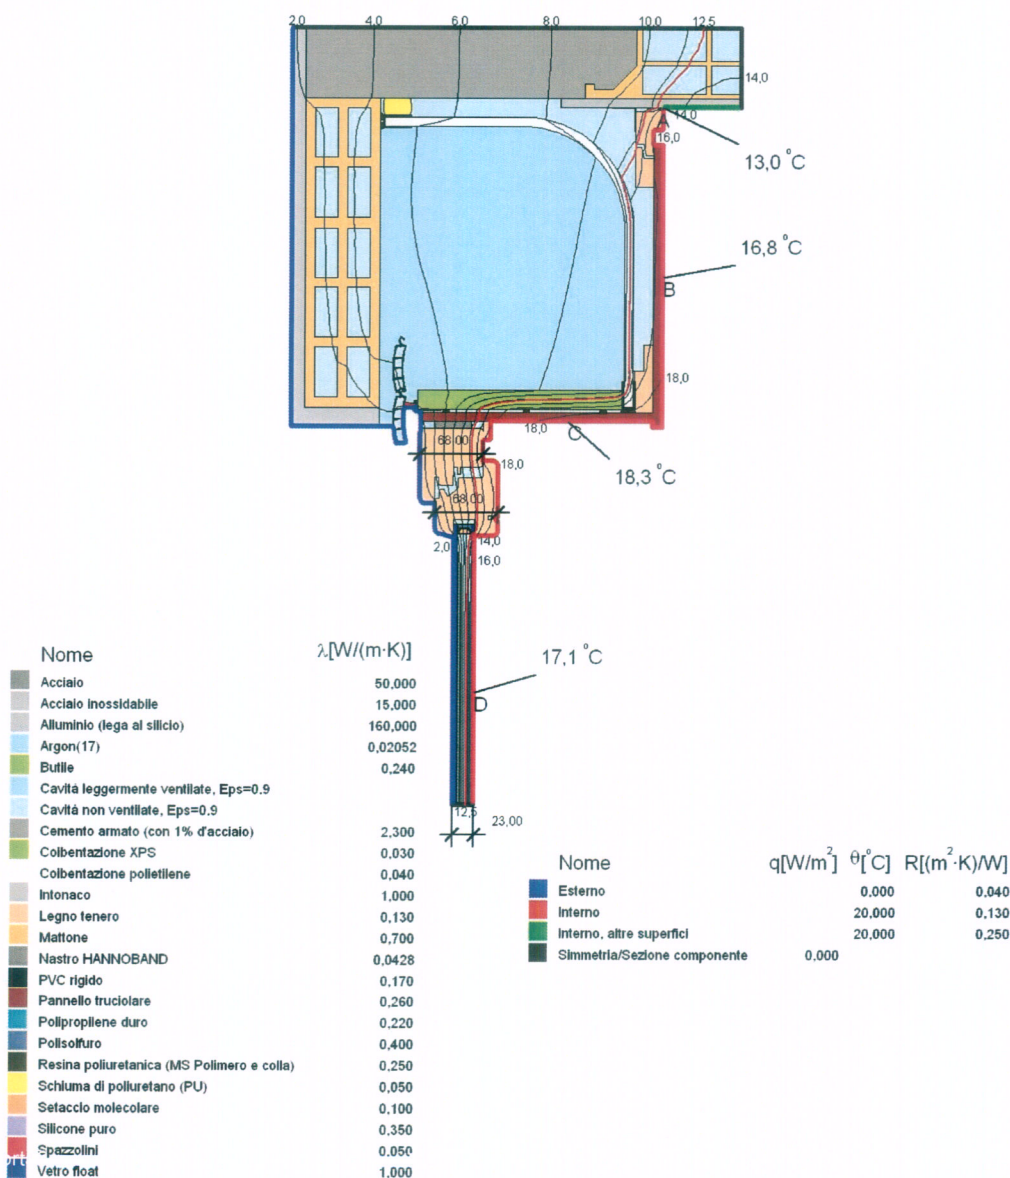 2,0 4,0 6,0 8,0 10,0 12,5
14,0
14,0
A
16,0
13,0 °C
16,8 °C
B
18,0
18,0
C
68,00
18,0
18,3 °C
68,00
2,0
14,0
16,0
17,1 °C
D
12,5
23,00
Nome λ[W/(m·K)]
Acciaio 50,000
Acciaio inossidabile 15,000
Alluminio (lega al silicio) 160,000
Argon(17) 0,02052
Butile 0,240
Cavità leggermente ventilate, Eps=0.9
Cavità non ventilate, Eps=0.9
Cemento armato (con 1% d'acciaio) 2,300
Coibentazione XPS 0,030
Coibentazione polietilene 0,040
Intonaco 1,000
Legno tenero 0,130
Mattone 0,700
Nastro HANNOBAND 0,0428
PVC rigido 0,170
Pannello truciolare 0,260
Polipropilene duro 0,220
Polisolfuro 0,400
Resina poliuretanica (MS Polimero e colla) 0,250
Schiuma di poliuretano (PU) 0,050
Setaccio molecolare 0,100
Silicone puro 0,350
Spazzolini 0,050
Vetro float 1,000
Nome q[W/m²] θ[°C] R[(m²·K)/W]
Esterno 0,000 0,040
Interno 20,000 0,130
Interno, altre superfici 20,000 0,250
Simmetria/Sezione componente 0,000